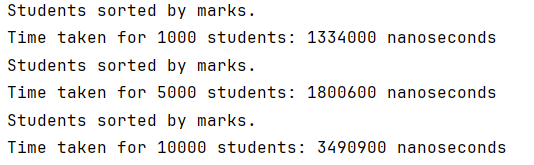 Students sorted by marks.
Time taken for 1000 students: 1334000 nanoseconds
Students sorted by marks.
Time taken for 5000 students: 1800600 nanoseconds
Students sorted by marks.
Time taken for 10000 students: 3490900 nanoseconds